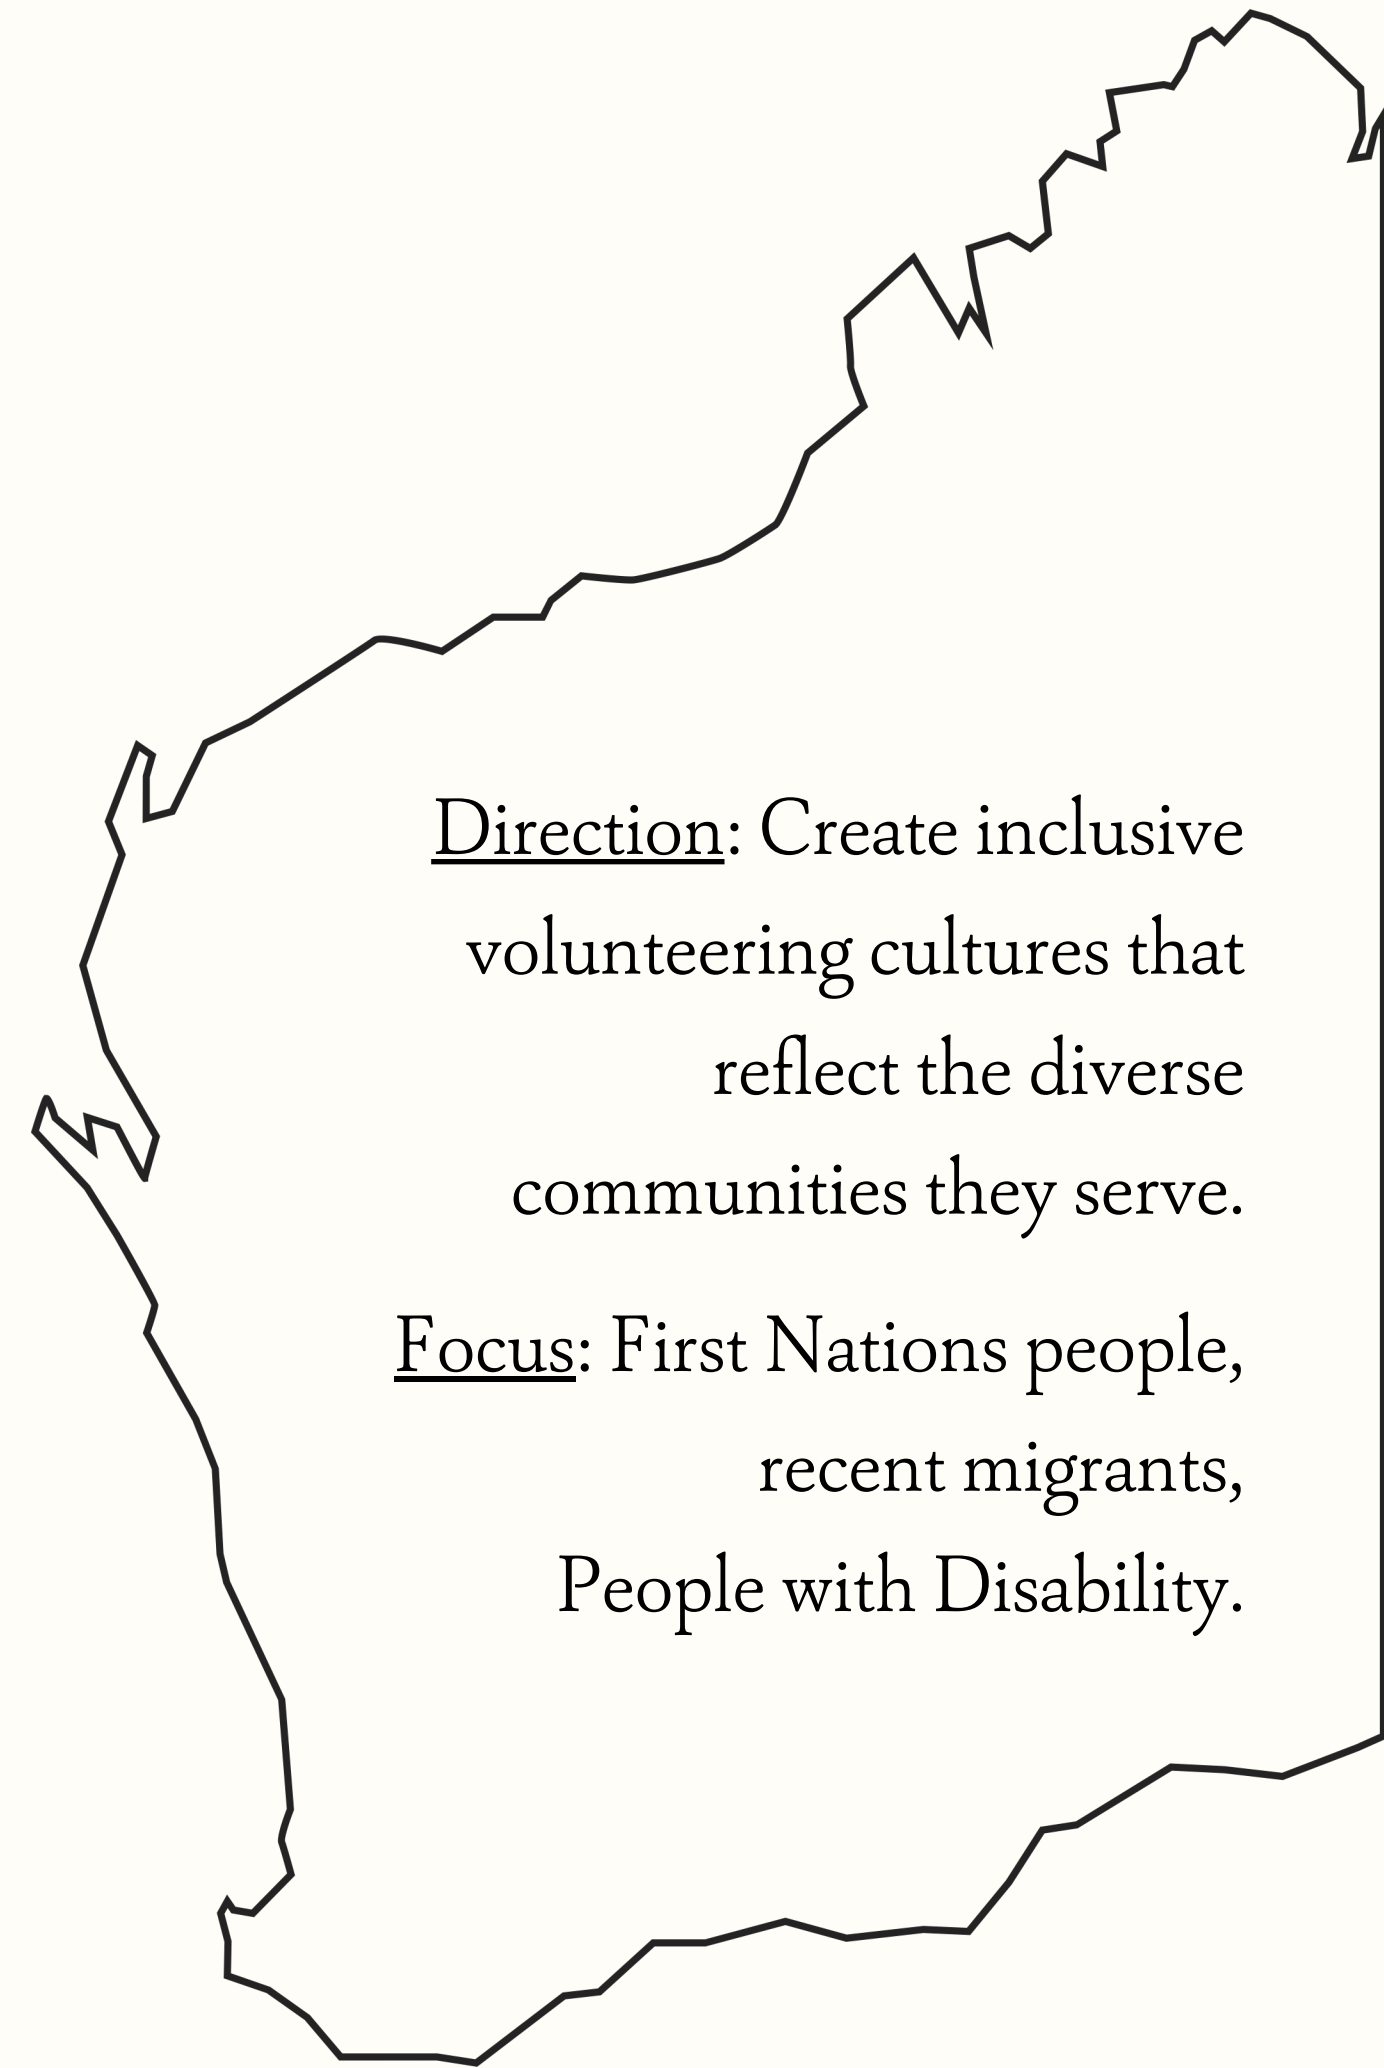 Direction: Create inclusive
volunteering cultures that
reflect the diverse
communities they serve.
Focus: First Nations people,
recent migrants,
People with Disability.